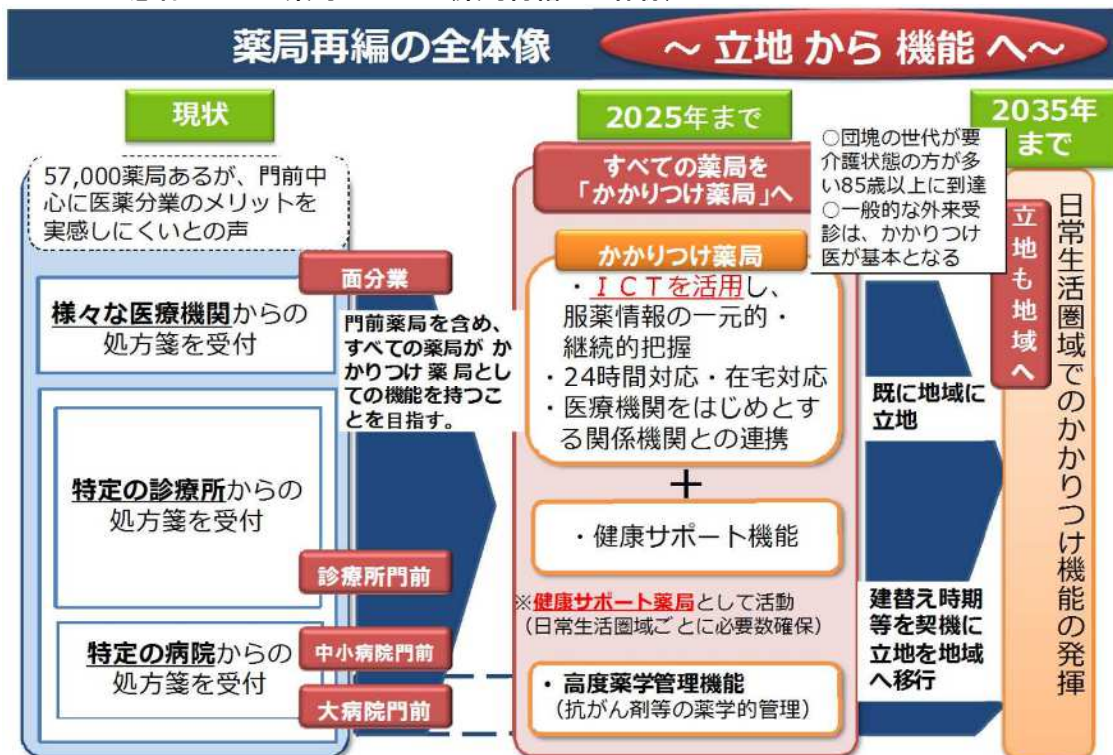 薬局再編の全体像
～ 立地 から 機能 へ～
現状
57,000薬局あるが、門前中
心に医薬分業のメリットを
実感しにくいとの声
面分業
様々な医療機関からの
処方箋を受付
特定の診療所からの
処方箋を受付
診療所門前
特定の病院からの
処方箋を受付
中小病院門前
大病院門前
門前薬局を含め、
すべての薬局が か
かりつけ 薬 局とし
ての機能を持つこ
とを目指す。
2025年まで
すべての薬局を
「かかりつけ薬局」へ
かかりつけ薬局
・ＩＣＴを活用し、
服薬情報の一元的・
継続的把握
・24時間対応・在宅対応
・医療機関をはじめとす
る関係機関との連携
＋
・健康サポート機能
※健康サポート薬局として活動
（日常生活圏域ごとに必要数確保）
・高度薬学管理機能
（抗がん剤等の薬学的管理）
○団塊の世代が要
介護状態の方が多
い85歳以上に到達
○一般的な外来受
診は、かかりつけ
医が基本となる
既に地域に
立地
建替え時期
等を契機に
立地を地域
へ移行
2035年
まで
立地も地域へ
日常生活圏域でのかかりつけ機能の発揮